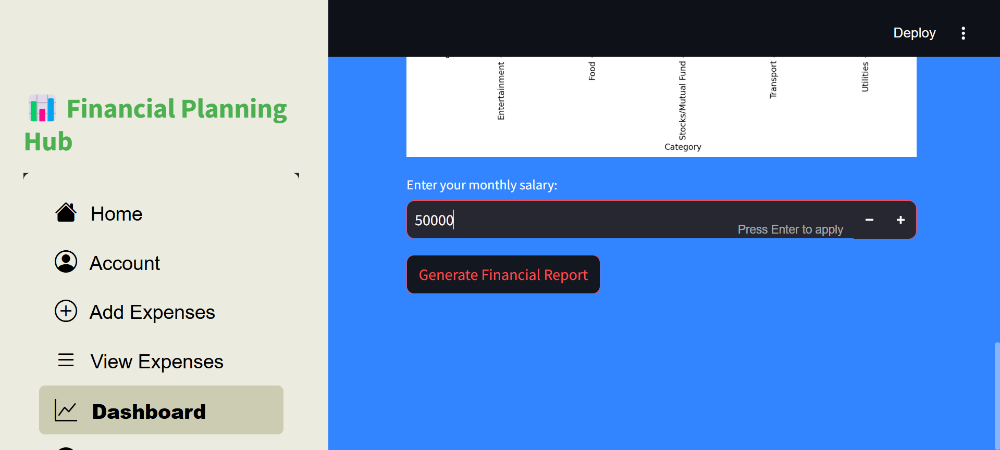 Deploy
Financial Planning
Hub
Home
Account
Add Expenses
View Expenses
Dashboard
Entertainment
Food
Stocks/Mutual Fund
Transport
Utilities
Category
Enter your monthly salary:
50000
Press Enter to apply
Generate Financial Report